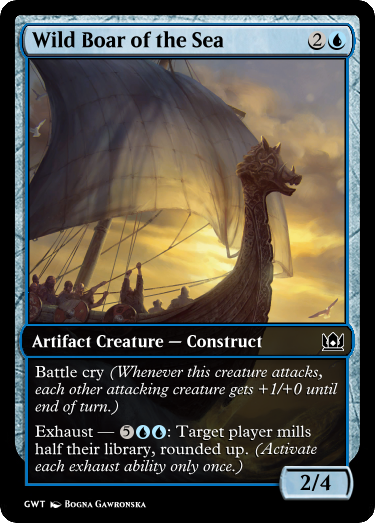 Wild Boar of the Sea 2
Artifact Creature — Construct
Battle cry (Whenever this creature attacks,
each other attacking creature gets +1/+0 until
end of turn.)
Exhaust — 5: Target player mills
half their library, rounded up. (Activate
each exhaust ability only once.)
2/4
GWT Bogna Gawronska